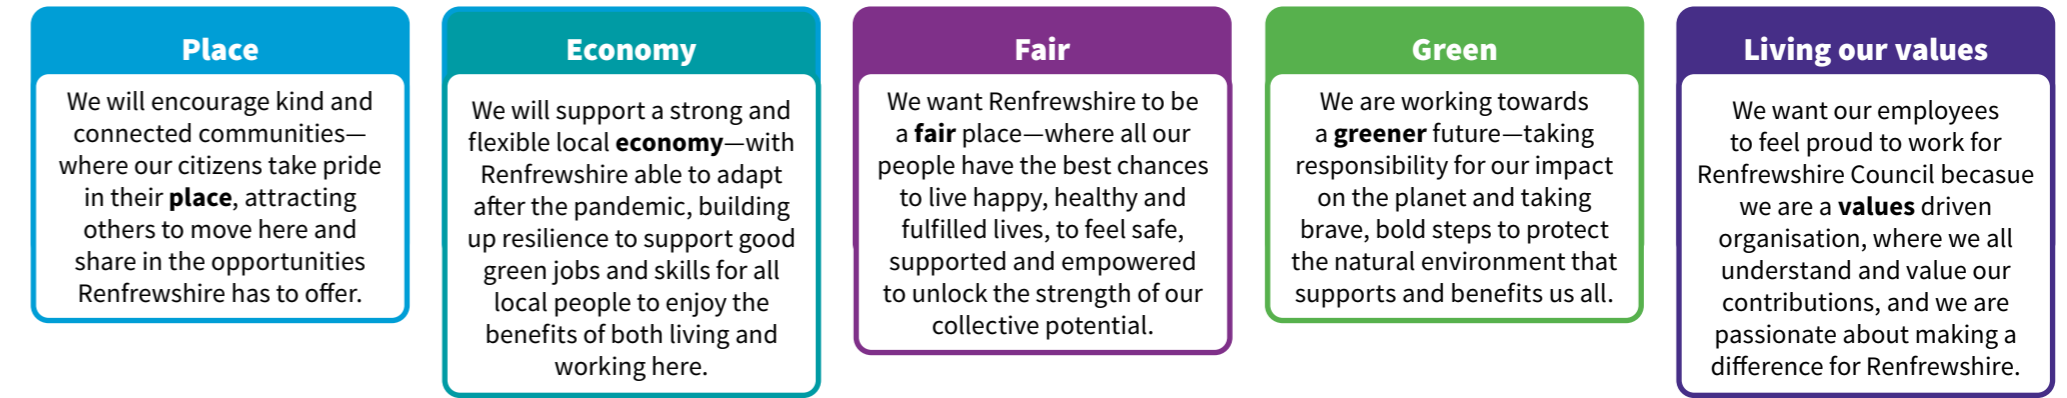 Place
We will encourage kind and
connected communities—
where our citizens take pride
in their place, attracting
others to move here and
share in the opportunities
Renfrewshire has to offer.
Economy
We will support a strong and
flexible local economy—with
Renfrewshire able to adapt
after the pandemic, building
up resilience to support good
green jobs and skills for all
local people to enjoy the
benefits of both living and
working here.
Fair
We want Renfrewshire to be
a fair place—where all our
people have the best chances
to live happy, healthy and
fulfilled lives, to feel safe,
supported and empowered
to unlock the strength of our
collective potential.
Green
We are working towards
a greener future—taking
responsibility for our impact
on the planet and taking
brave, bold steps to protect
the natural environment that
supports and benefits us all.
Living our values
We want our employees
to feel proud to work for
Renfrewshire Council becasue
we are a values driven
organisation, where we all
understand and value our
contributions, and we are
passionate about making a
difference for Renfrewshire.